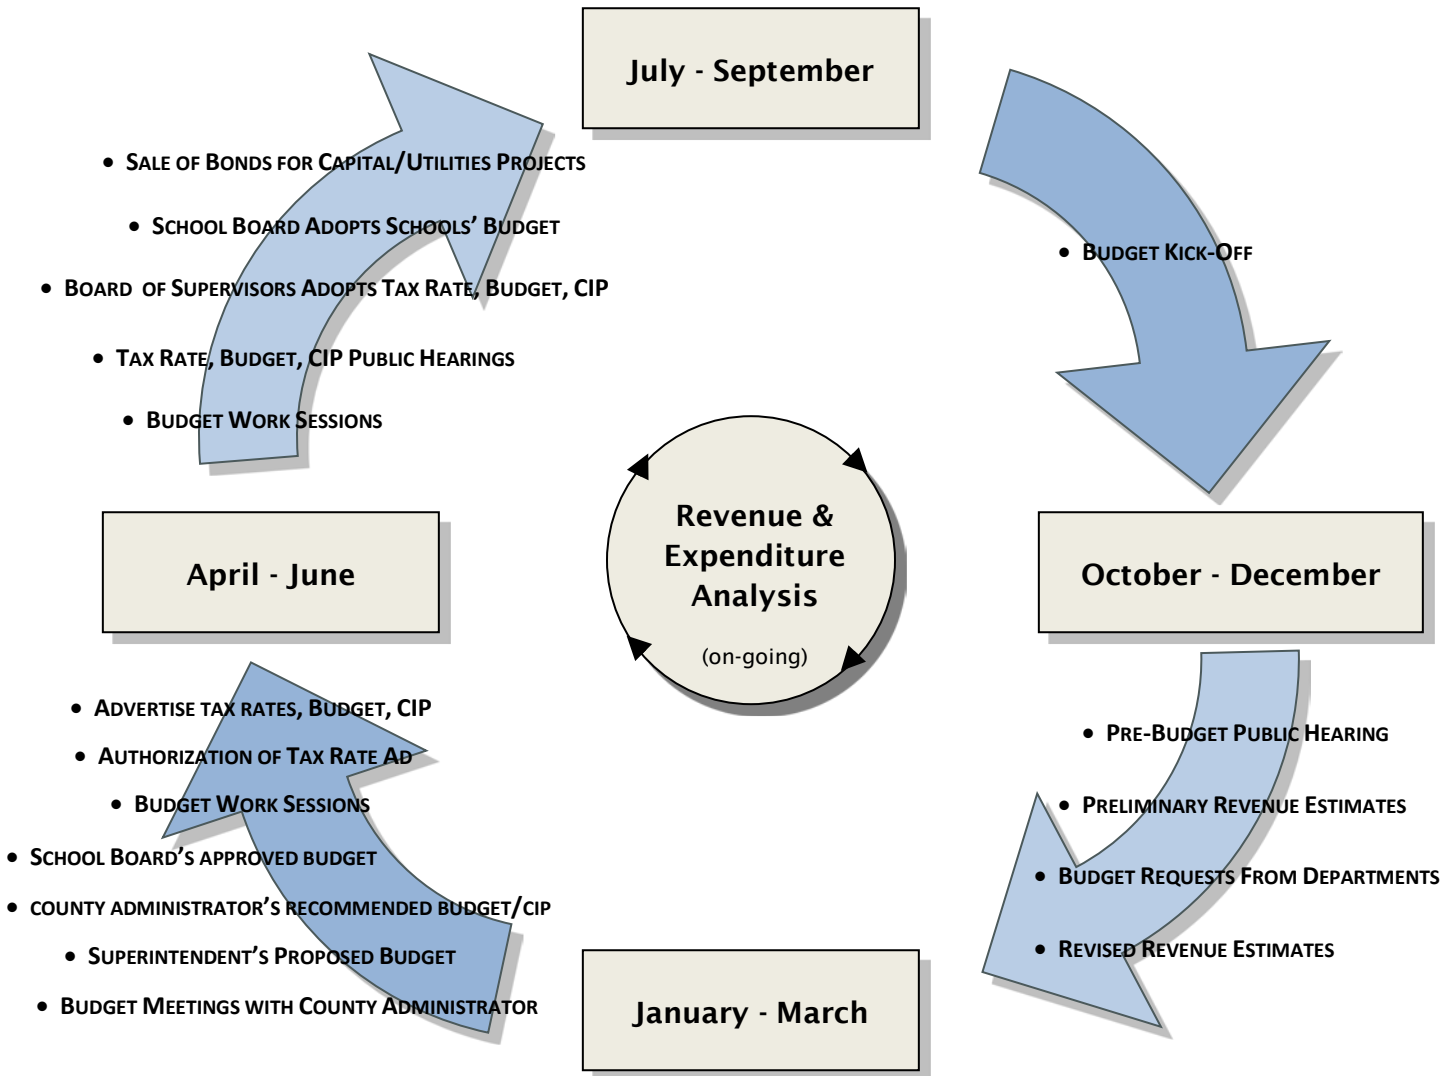 July - September
• SALE OF BONDS FOR CAPITAL/UTILITIES PROJECTS
• SCHOOL BOARD ADOPTS SCHOOLS' BUDGET
• BOARD OF SUPERVISORS ADOPTS TAX RATE, BUDGET, CIP
• TAX RATE, BUDGET, CIP PUBLIC HEARINGS
• BUDGET WORK SESSIONS
• BUDGET KICK-OFF
April - June
Revenue &
Expenditure
Analysis
(on-going)
October - December
• ADVERTISE TAX RATES, BUDGET, CIP
• AUTHORIZATION OF TAX RATE AD
• BUDGET WORK SESSIONS
• SCHOOL BOARD'S APPROVED BUDGET
• COUNTY ADMINISTRATOR'S RECOMMENDED BUDGET/CIP
• SUPERINTENDENT'S PROPOSED BUDGET
• BUDGET MEETINGS WITH COUNTY ADMINISTRATOR
• PRE-BUDGET PUBLIC HEARING
• PRELIMINARY REVENUE ESTIMATES
• BUDGET REQUESTS FROM DEPARTMENTS
• REVISED REVENUE ESTIMATES
January - March